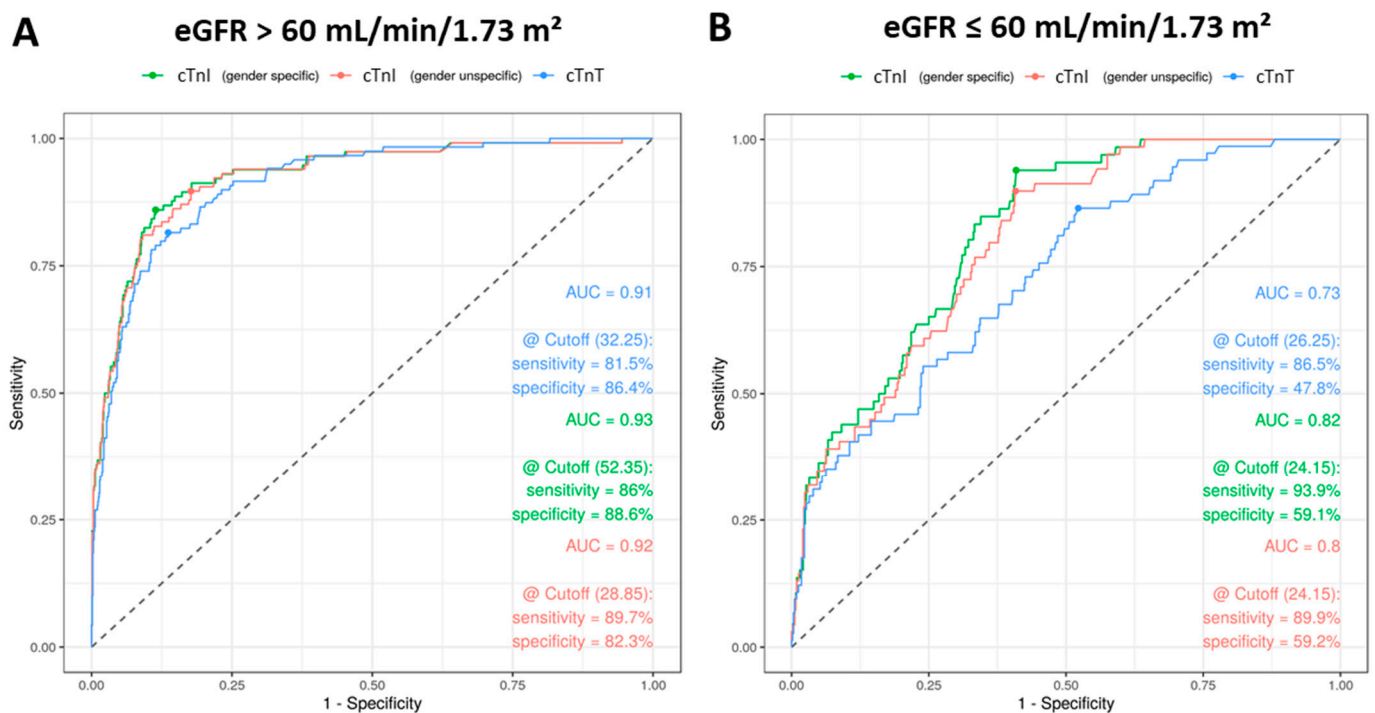 A
eGFR > 60 mL/min/1.73 m²
cTnI (gender specific) cTnI (gender unspecific) cTnT
1.00
0.75
0.50
0.25
0.00
Sensitivity
0.00 0.25 0.50 0.75 1.00
1 - Specificity
AUC = 0.91
@ Cutoff (32.25):
sensitivity = 81.5%
specificity = 86.4%
AUC = 0.93
@ Cutoff (52.35):
sensitivity = 86%
specificity = 88.6%
AUC = 0.92
@ Cutoff (28.85):
sensitivity = 89.7%
specificity = 82.3%
B
eGFR ≤ 60 mL/min/1.73 m²
cTnI (gender specific) cTnI (gender unspecific) cTnT
1.00
0.75
0.50
0.25
0.00
Sensitivity
0.00 0.25 0.50 0.75 1.00
1 - Specificity
AUC = 0.73
@ Cutoff (26.25):
sensitivity = 86.5%
specificity = 47.8%
AUC = 0.82
@ Cutoff (24.15):
sensitivity = 93.9%
specificity = 59.1%
AUC = 0.8
@ Cutoff (24.15):
sensitivity = 89.9%
specificity = 59.2%